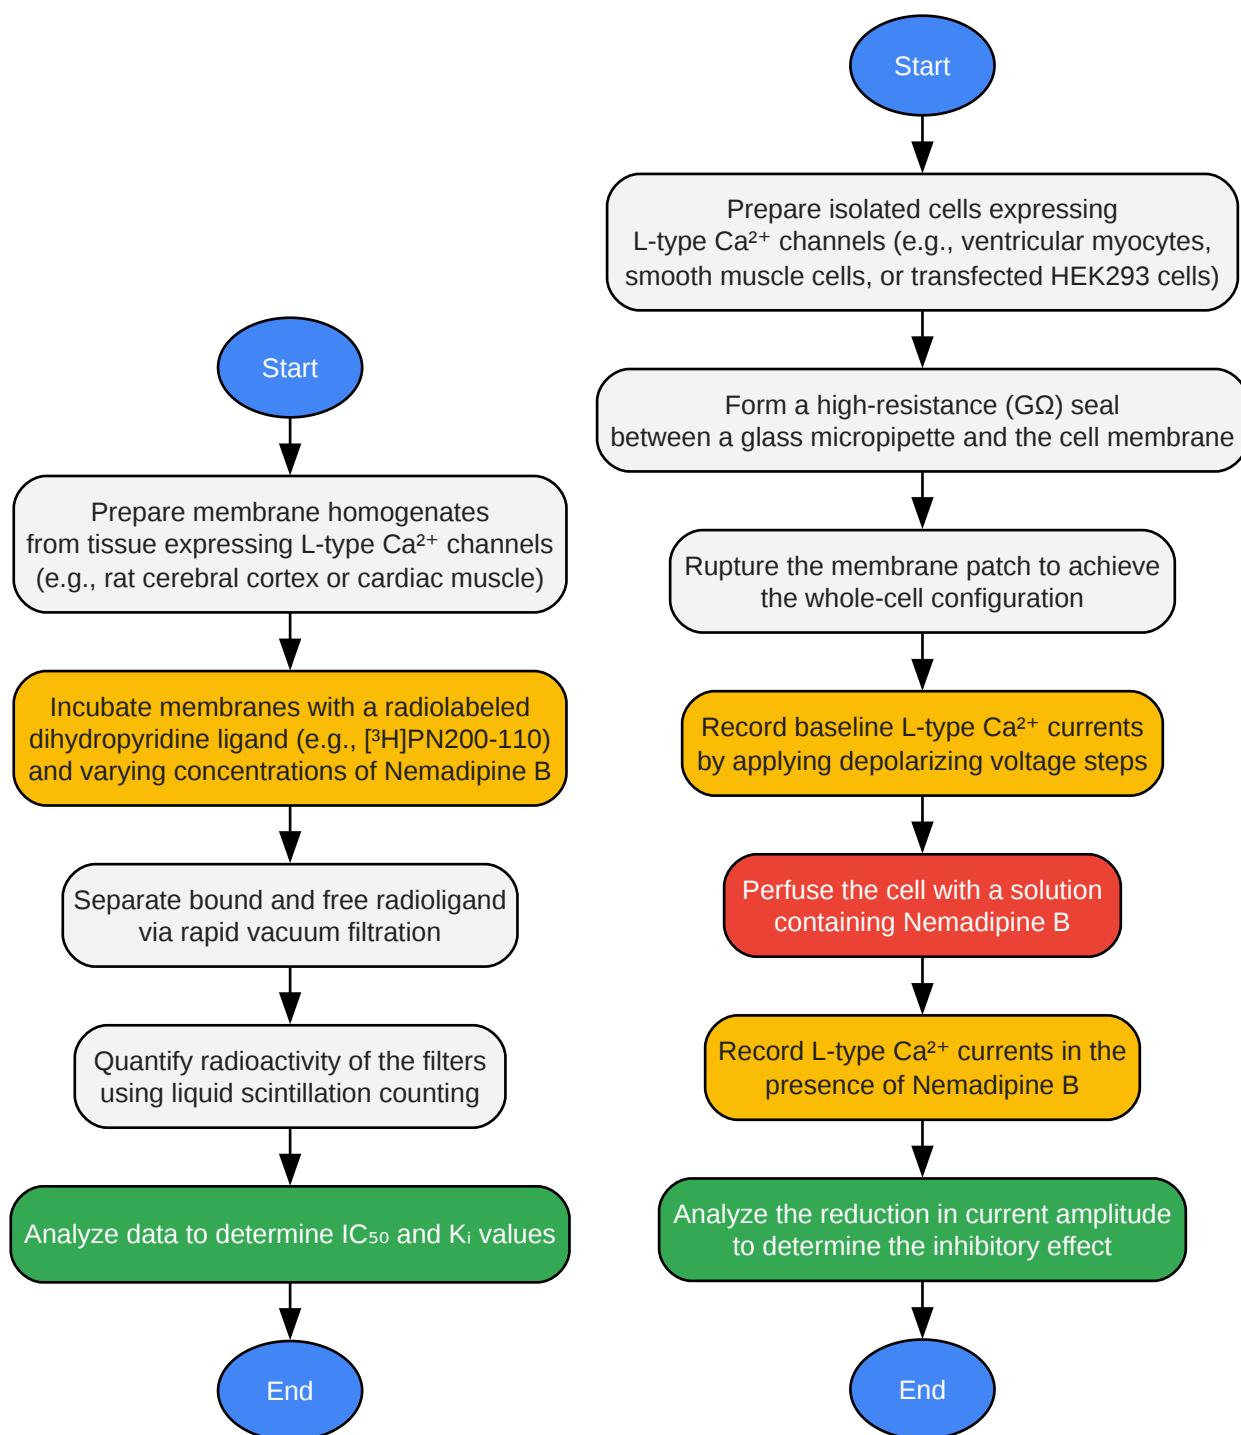 Start
Prepare membrane homogenates
from tissue expressing L-type Ca²⁺ channels
(e.g., rat cerebral cortex or cardiac muscle)
Incubate membranes with a radiolabeled
dihydropyridine ligand (e.g., [³H]PN200-110)
and varying concentrations of Nemadipine B
Separate bound and free radioligand
via rapid vacuum filtration
Quantify radioactivity of the filters
using liquid scintillation counting
Analyze data to determine IC₅₀ and Kᵢ values
End
Start
Prepare isolated cells expressing
L-type Ca²⁺ channels (e.g., ventricular myocytes,
smooth muscle cells, or transfected HEK293 cells)
Form a high-resistance (GΩ) seal
between a glass micropipette and the cell membrane
Rupture the membrane patch to achieve
the whole-cell configuration
Record baseline L-type Ca²⁺ currents
by applying depolarizing voltage steps
Perfuse the cell with a solution
containing Nemadipine B
Record L-type Ca²⁺ currents in the
presence of Nemadipine B
Analyze the reduction in current amplitude
to determine the inhibitory effect
End